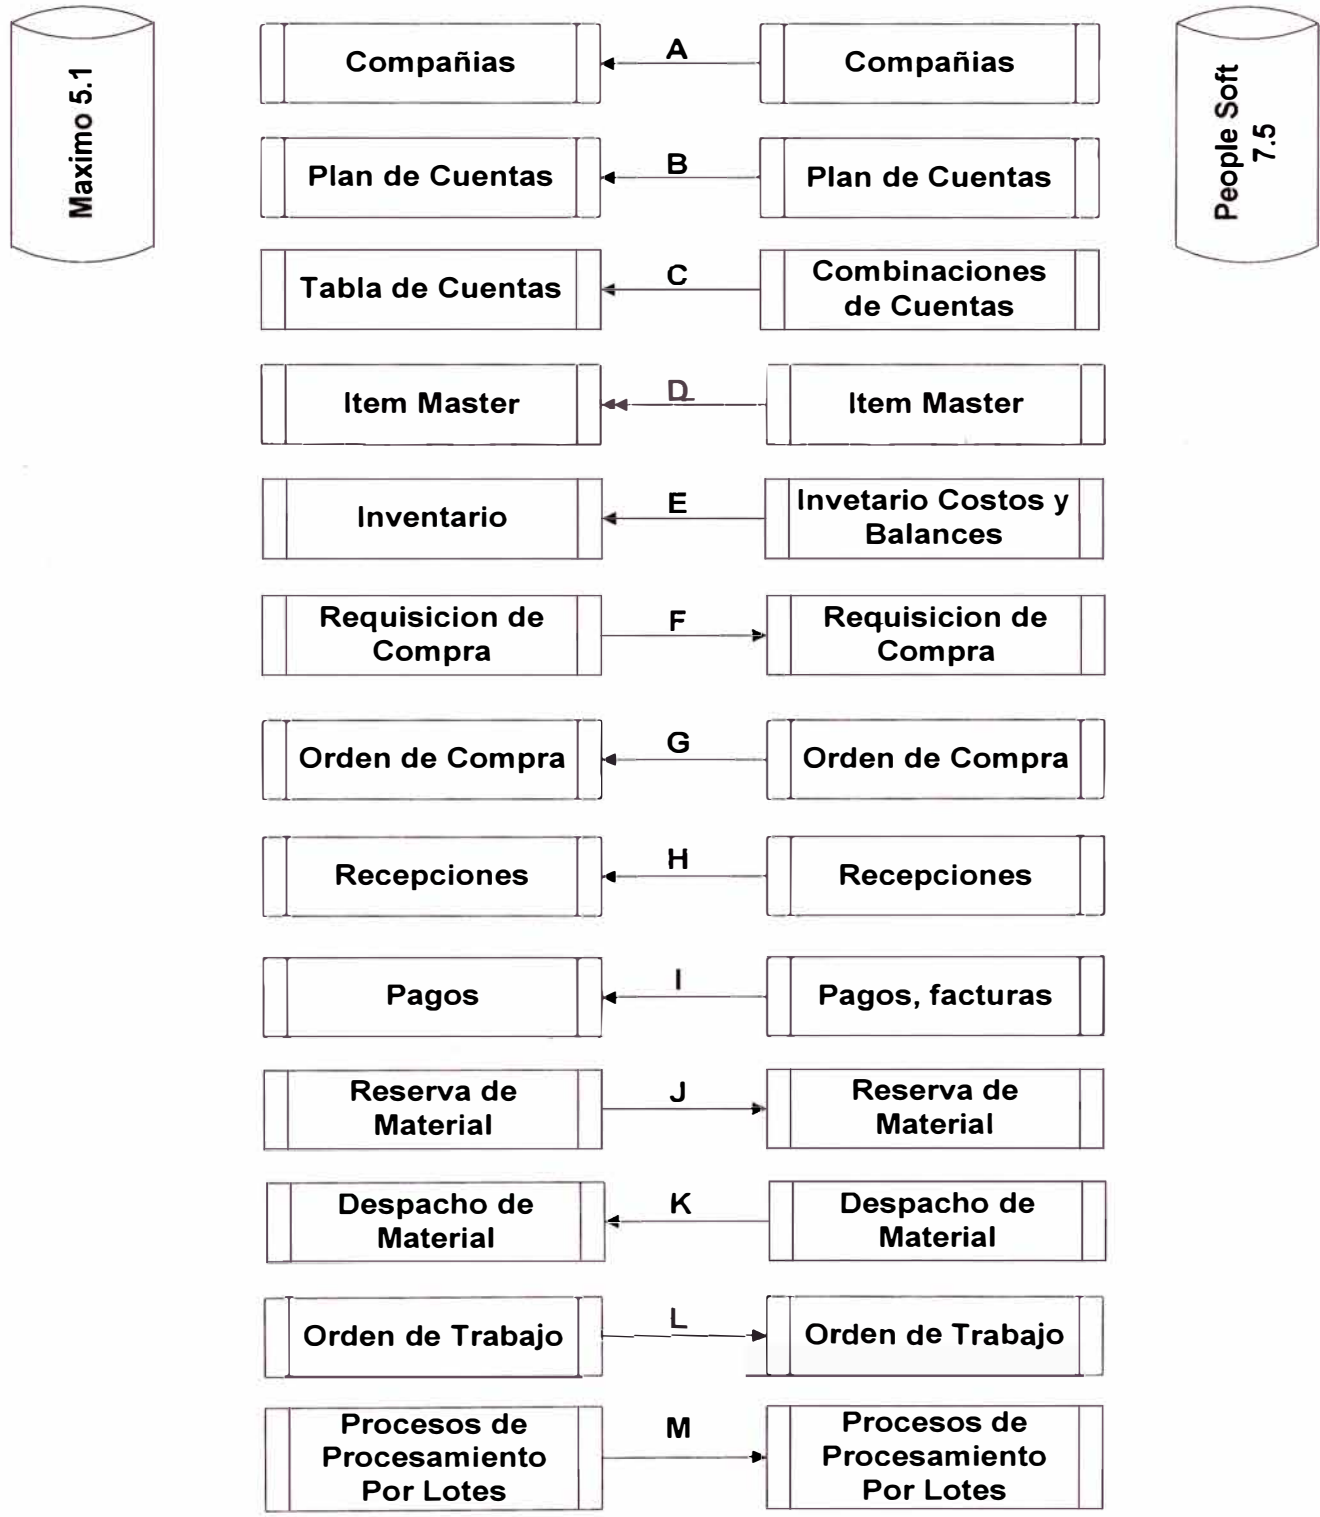 Maximo 5.1
People Soft
7.5
Compañias
A
Compañias
Plan de Cuentas
B
Plan de Cuentas
Tabla de Cuentas
C
Combinaciones
de Cuentas
Item Master
D
Item Master
Inventario
E
Invetario Costos y
Balances
Requisicion de
Compra
F
Requisicion de
Compra
Orden de Compra
G
Orden de Compra
Recepciones
H
Recepciones
Pagos
I
Pagos, facturas
Reserva de
Material
J
Reserva de
Material
Despacho de
Material
K
Despacho de
Material
Orden de Trabajo
L
Orden de Trabajo
Procesos de
Procesamiento
Por Lotes
M
Procesos de
Procesamiento
Por Lotes